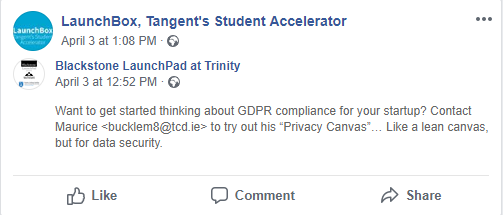 LaunchBox
Tangent's Student
Accelerator
LaunchBox, Tangent's Student Accelerator
April 3 at 1:08 PM ·
Blackstone LaunchPad at Trinity
April 3 at 12:52 PM ·
Want to get started thinking about GDPR compliance for your startup? Contact
Maurice <bucklem8@tcd.ie> to try out his “Privacy Canvas”… Like a lean canvas,
but for data security.
Like
Comment
Share